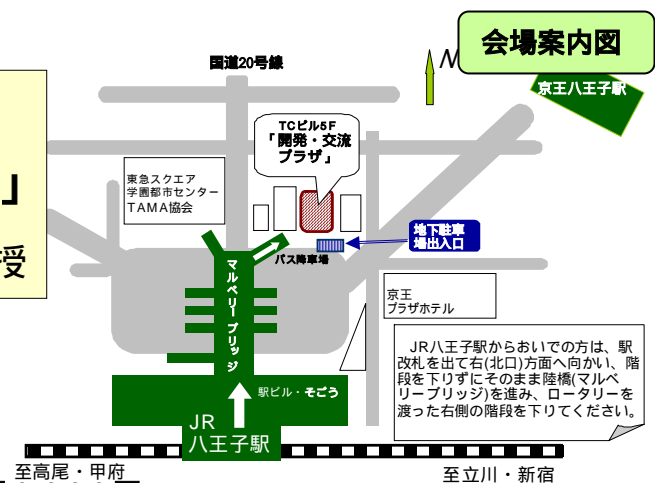 会場案内図
国道20号線
N
京王八王子駅
TCビル5F
「開発・交流
プラザ」
東急スクエア
学園都市センター
TAMA協会
」
授
地下駐車
場出入口
バス降車場
マルベリーブリッジ
京王
プラザホテル
JR八王子駅からおいでの方は、駅
改札を出て右(北口)方面へ向かい、階
段を下りずにそのまま陸橋(マルベ
リーブリッジ)を進み、ロータリーを
渡った右側の階段を下りてください。
駅ビル・そごう
JR
八王子駅
至高尾・甲府
至立川・新宿